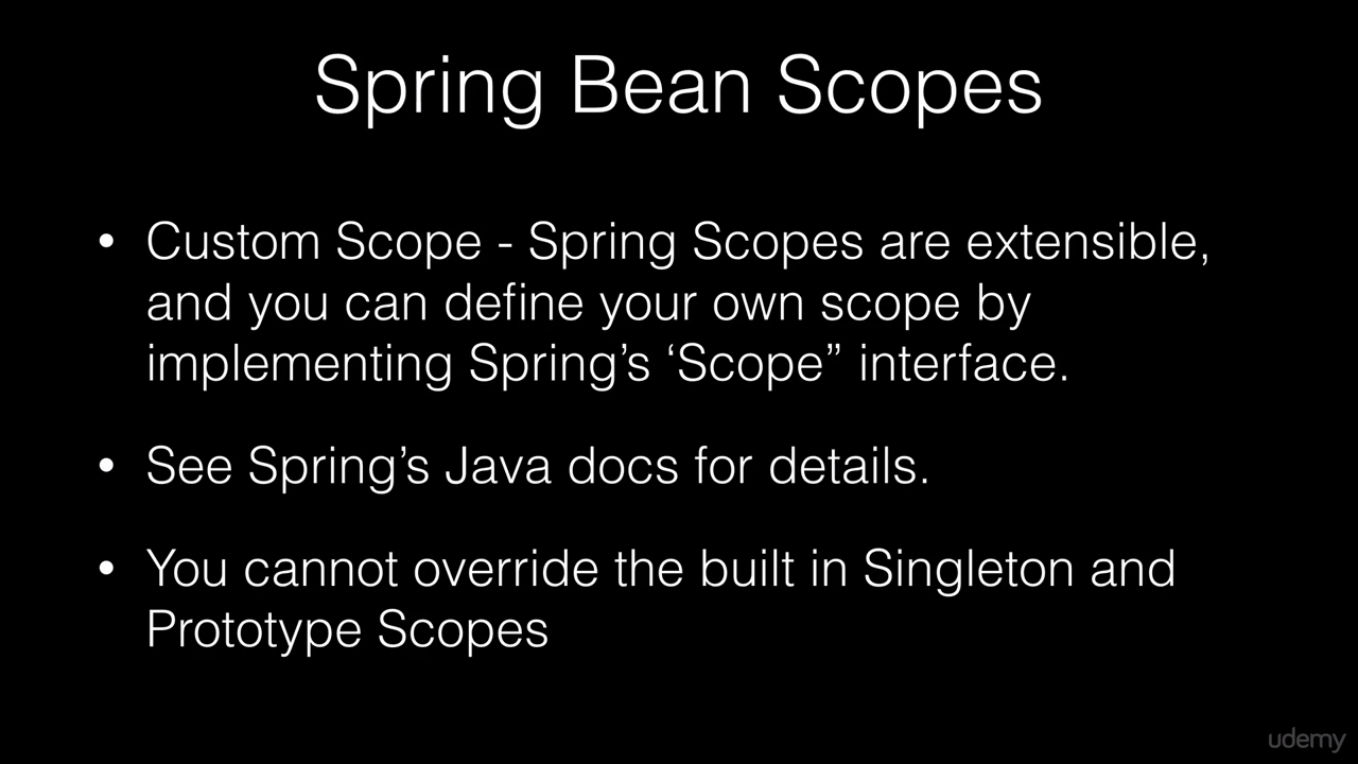 Spring Bean Scopes
• Custom Scope - Spring Scopes are extensible,
and you can define your own scope by
implementing Spring’s ‘Scope” interface.
• See Spring’s Java docs for details.
• You cannot override the built in Singleton and
Prototype Scopes
udemy